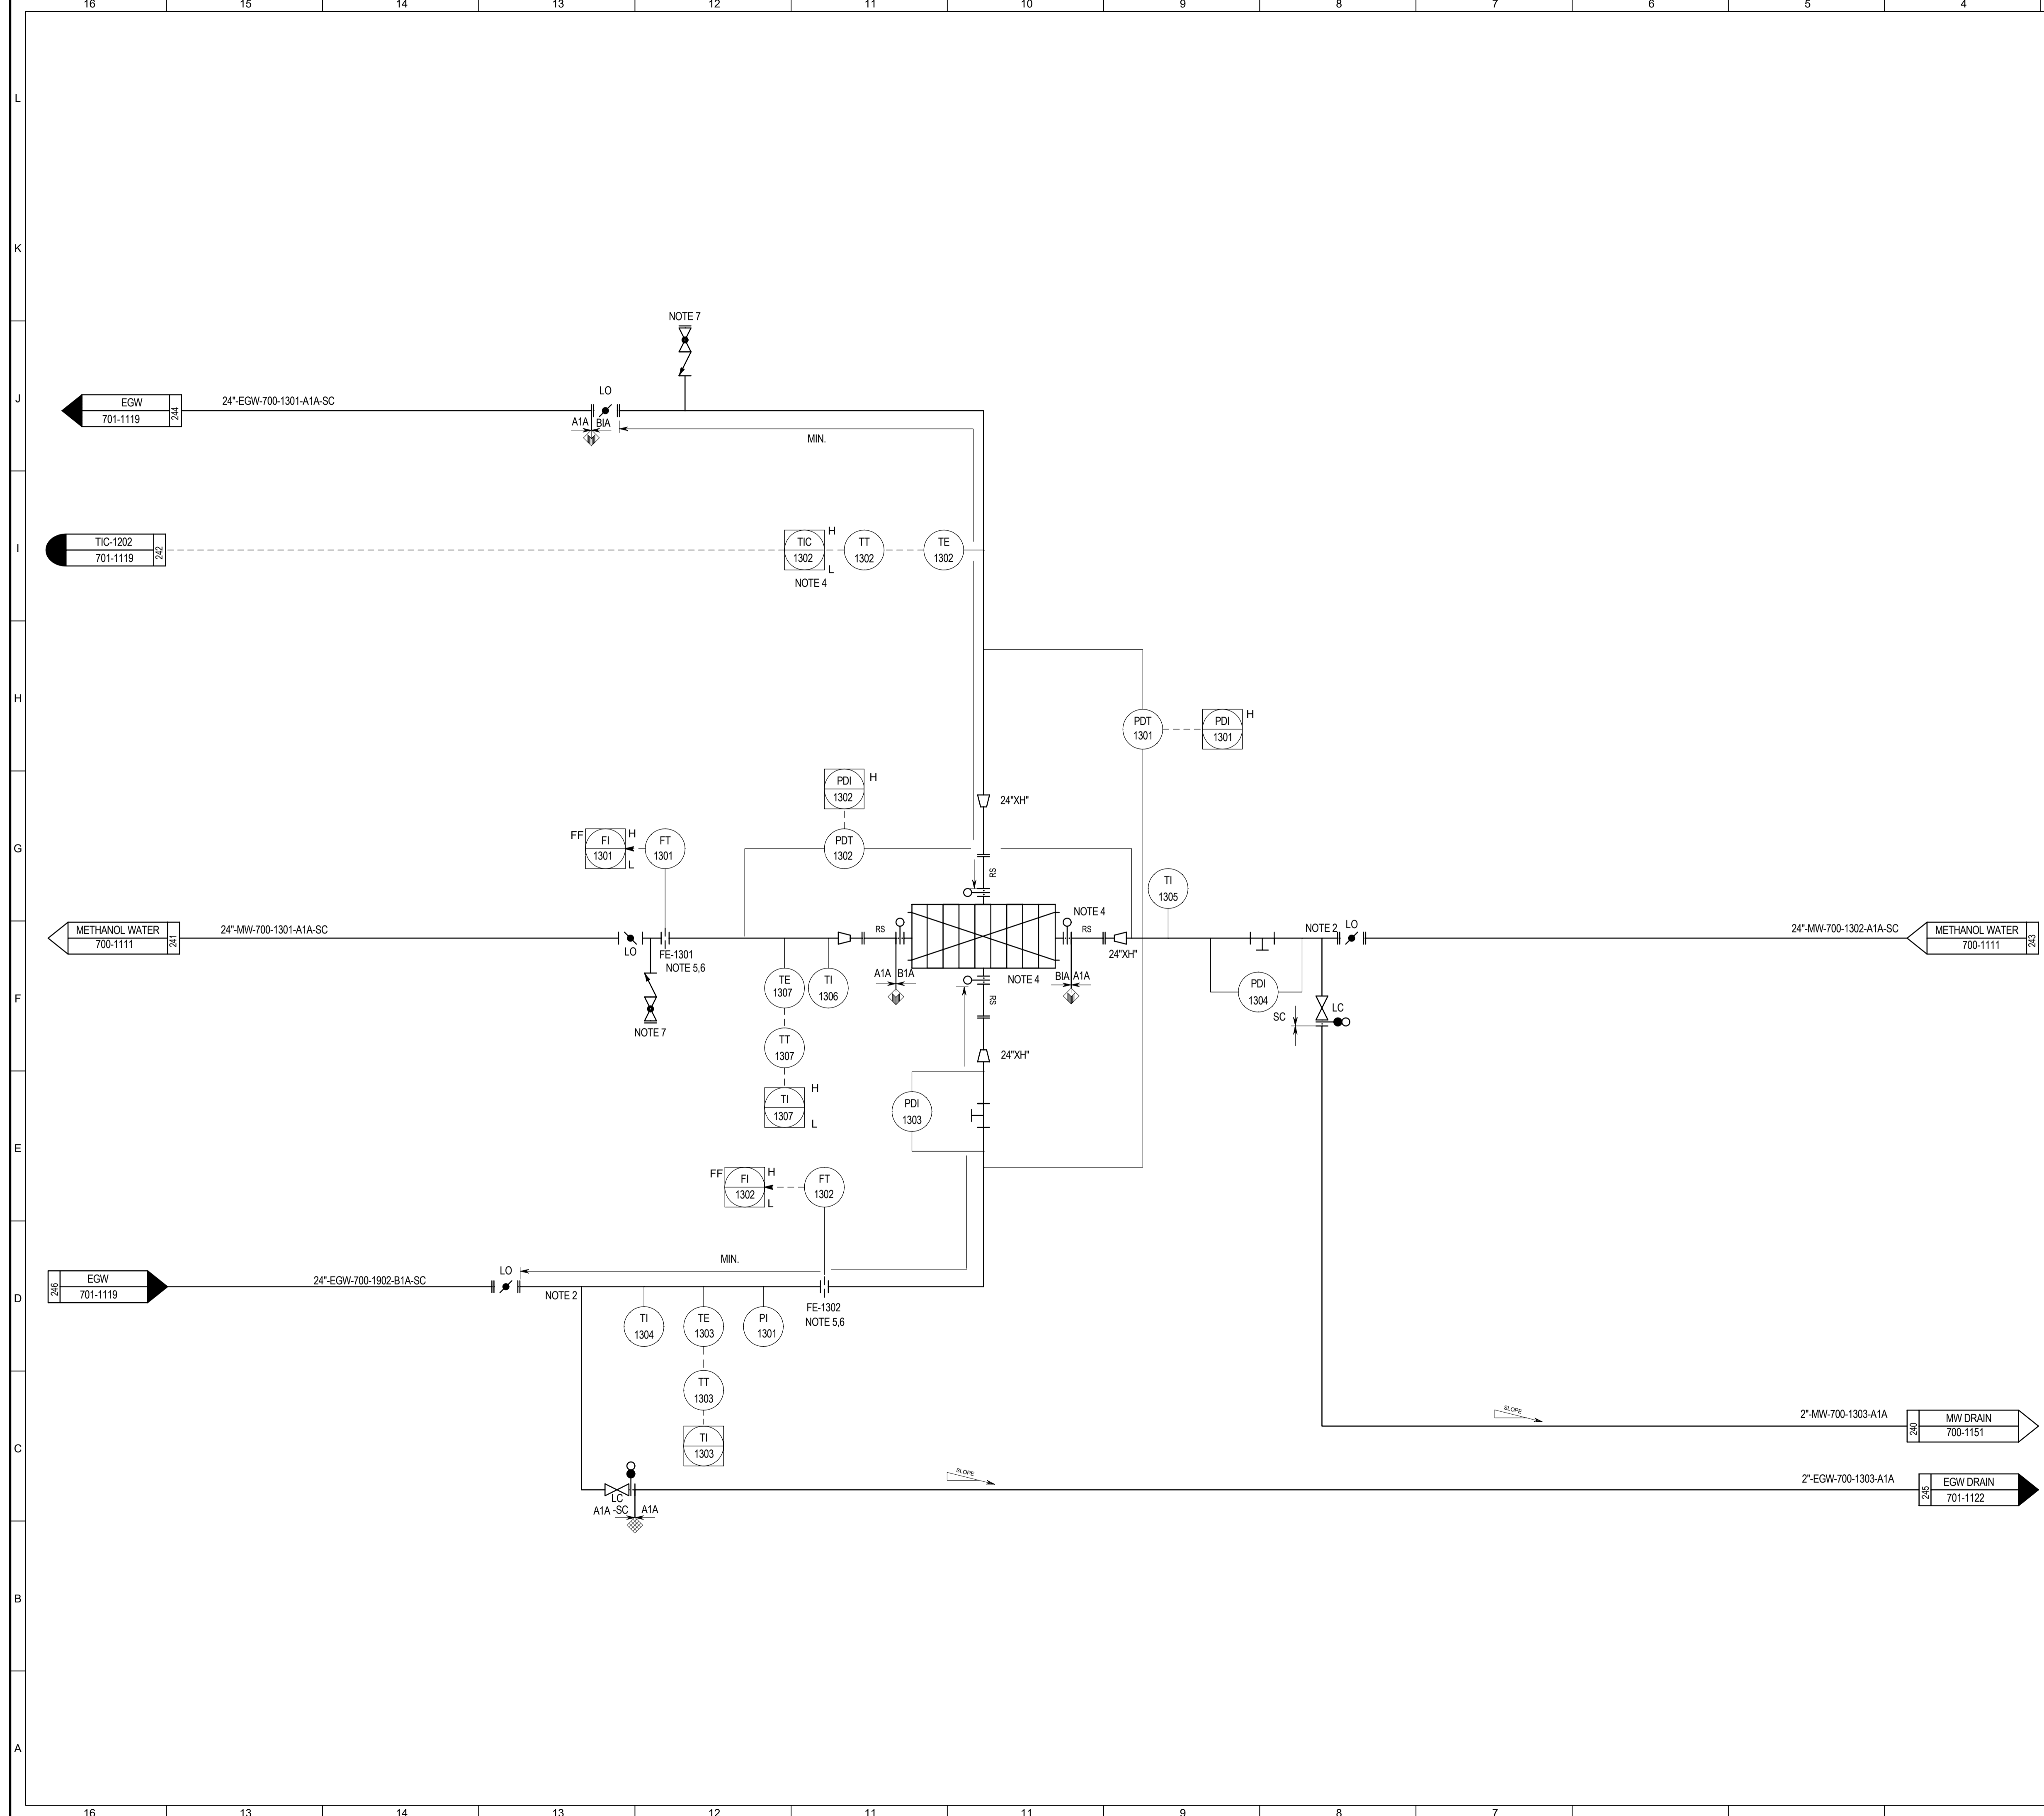 16 15 14 13 12 11 10 9 8 7 6 5 4
L
K
NOTE 7
J
EGW
701-1119
244
24"-EGW-700-1301-A1A-SC
LO
A1A BIA
MIN.
I
TIC-1202
701-1119
242
TIC
1302
H
L
NOTE 4
TT
1302
TE
1302
H
PDT
1301
PDI
1301
H
PDI
1302
H
24"XH"
G
FF
FI
1301
H
L
FT
1301
PDT
1302
RS
TI
1305
NOTE 4
METHANOL WATER
700-1111
241
24"-MW-700-1301-A1A-SC
LO
FE-1301
NOTE 5,6
RS
RS
24"XH"
NOTE 2
LO
24"-MW-700-1302-A1A-SC
METHANOL WATER
700-1111
243
F
TE
1307
TI
1306
A1A B1A
NOTE 4
BIA A1A
RS
PDI
1304
SC
LC
NOTE 7
TT
1307
24"XH"
TI
1307
H
L
PDI
1303
E
FF
FI
1302
H
L
FT
1302
MIN.
D
246
EGW
701-1119
24"-EGW-700-1902-B1A-SC
LO
NOTE 2
FE-1302
NOTE 5,6
TI
1304
TE
1303
PI
1301
TT
1303
SLOPE
2"-MW-700-1303-A1A
240
MW DRAIN
700-1151
C
TI
1303
SLOPE
2"-EGW-700-1303-A1A
245
EGW DRAIN
701-1122
LC
A1A -SC A1A
B
A
16 13 14 13 12 11 11 9 8 7